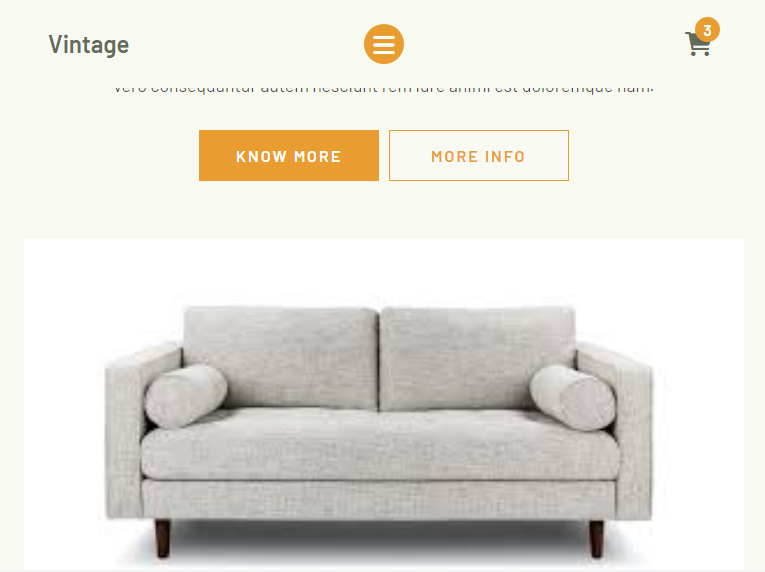 Vintage
3
vero consequuntur autem nesciunt rem iure animi est doloremque nam.
KNOW MORE
MORE INFO